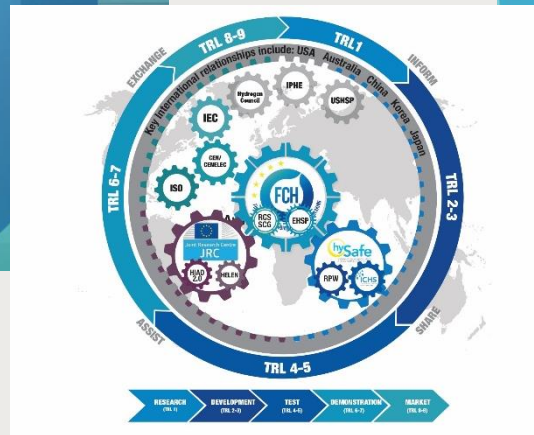 TRL 8-9
TRL1
EXCHANGE
INFORM
Key International relationships include: USA Australia China Korea Japan
Hydrogen
Council
IPHE
USHSP
IEC
CEN/
CENELEC
ISO
TRL 6-7
TRL 2-3
FCH
RCS
SCG
EHSP
Joint Research Centre
JRC
HIAD
2.0
HELEN
hySafe
RPW
ICHS
ASSIST
SHARE
TRL 4-5
RESEARCH
(TRL 1)
DEVELOPMENT
(TRL 2-3)
TEST
(TRL 4-5)
DEMONSTRATION
(TRL 6-7)
MARKET
(TRL 8-9)